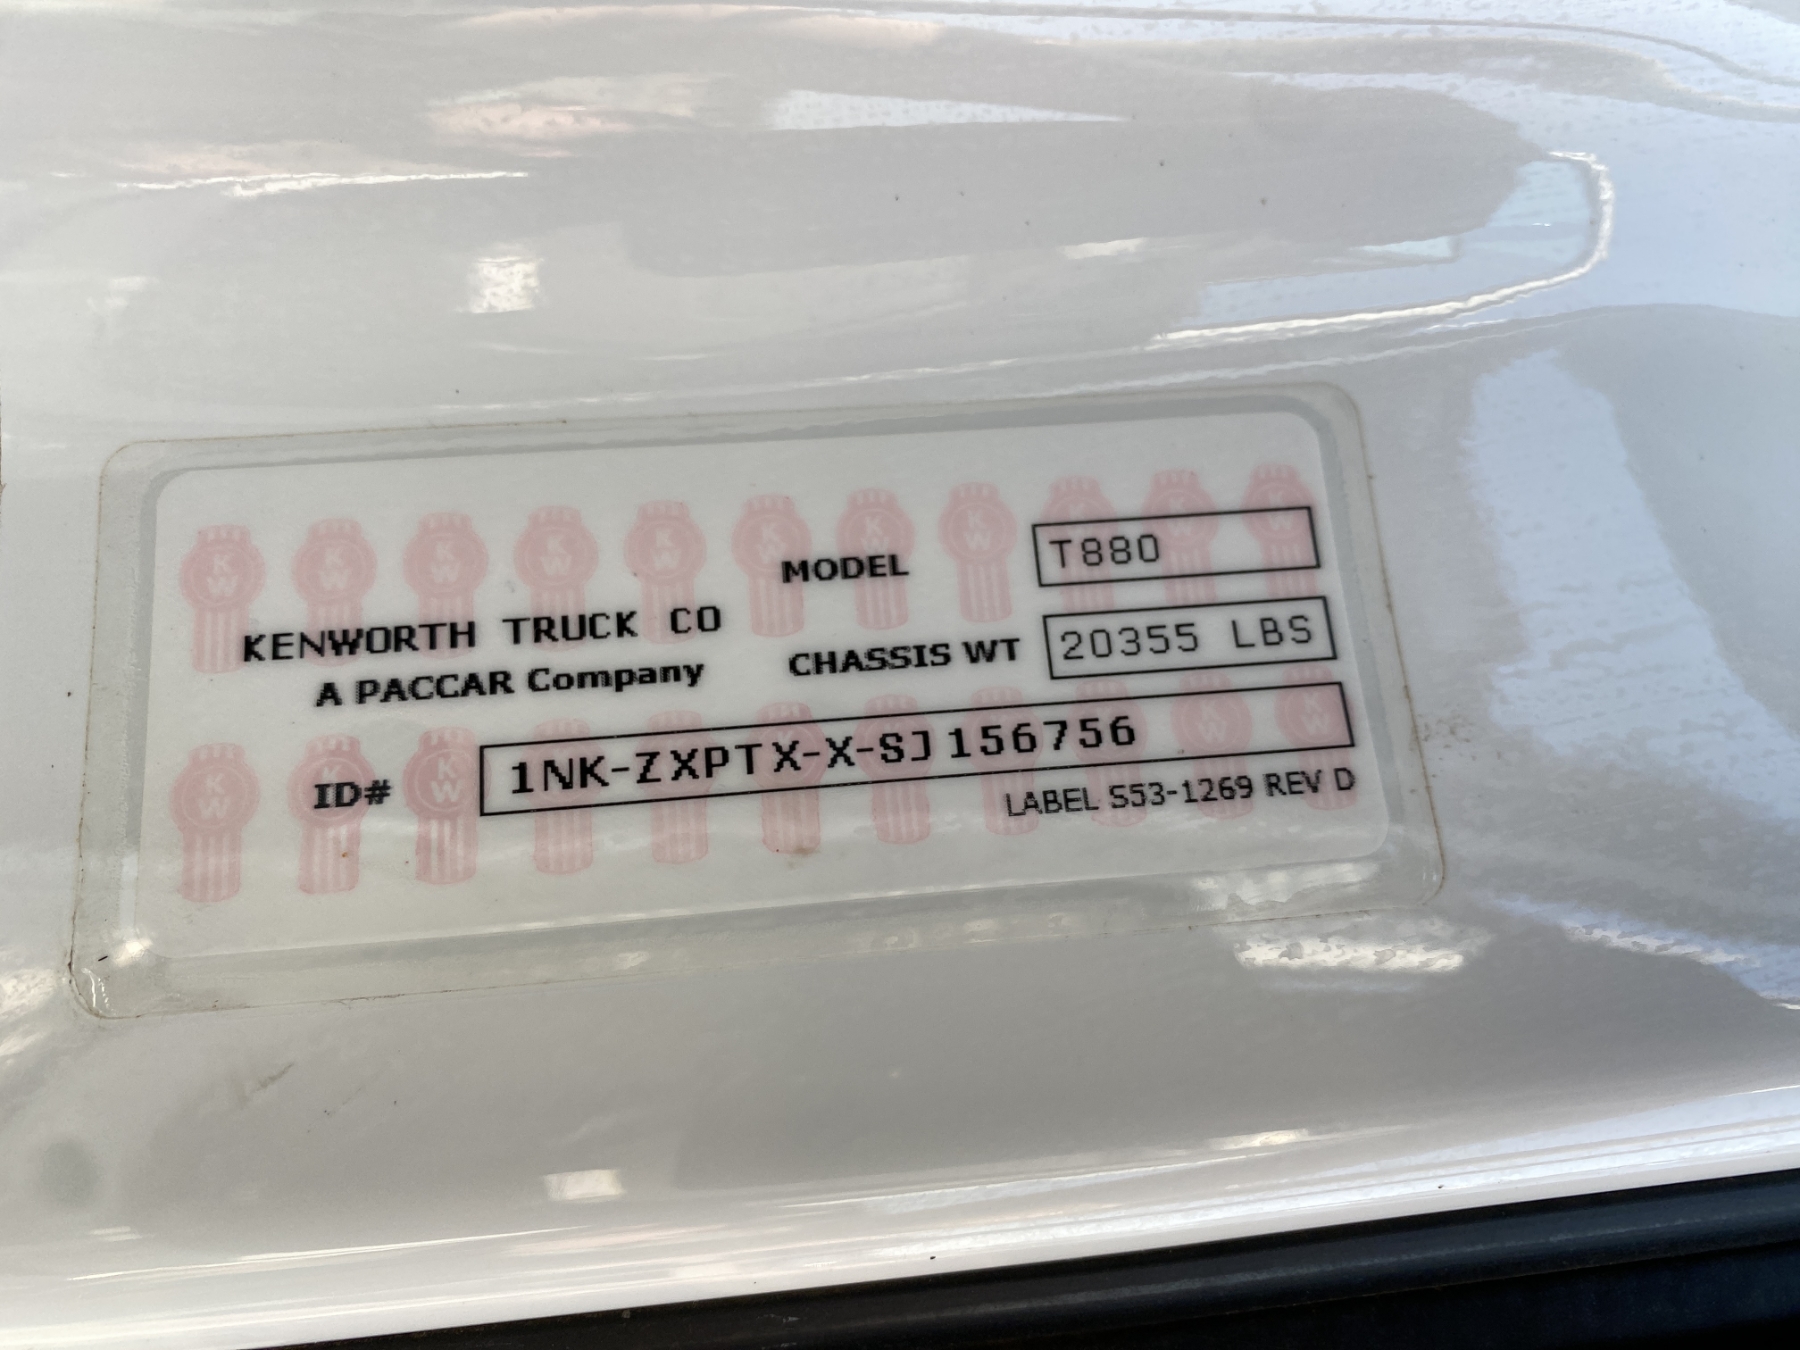 MODEL T880
KENWORTH TRUCK CO
A PACCAR Company
CHASSIS WT 20355 LBS
ID# 1NK-ZXPTX-X-SJ156756
LABEL S53-1269 REV D